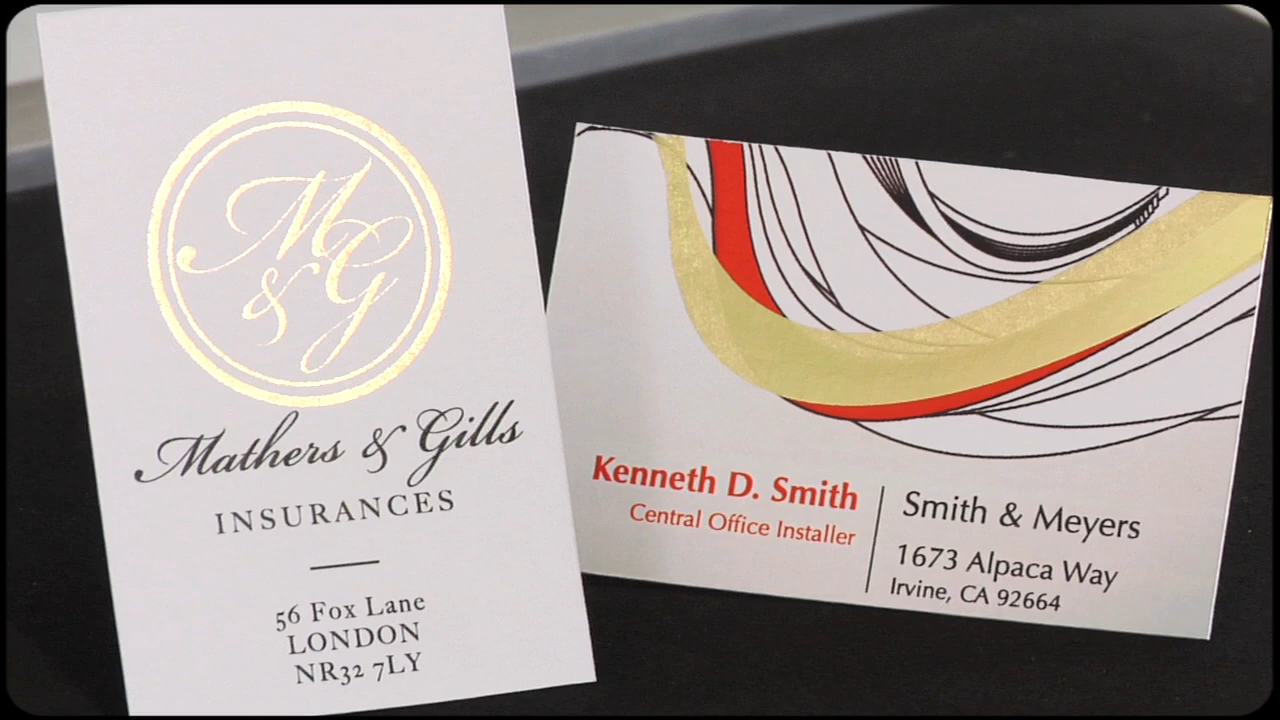 M
& G
Mathers & Gills
INSURANCES
56 Fox Lane
LONDON
NR32 7LY
Kenneth D. Smith
Central Office Installer
Smith & Meyers
1673 Alpaca Way
Irvine, CA 92664